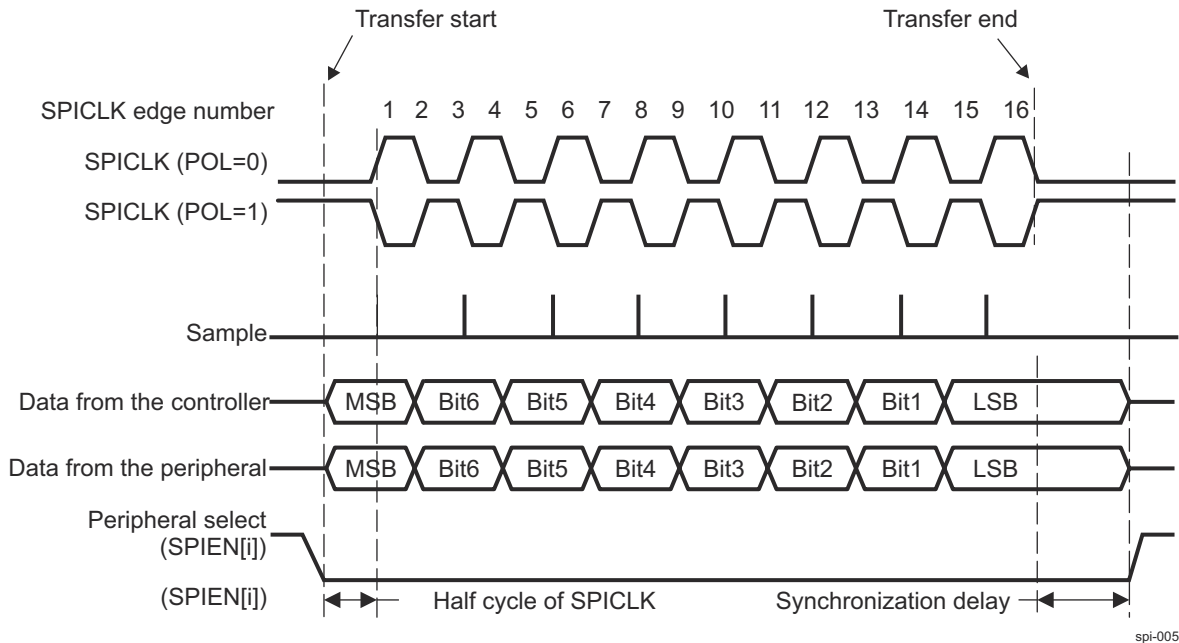 Transfer start
Transfer end
SPICLK edge number 1 2 3 4 5 6 7 8 9 10 11 12 13 14 15 16
SPICLK (POL=0)
SPICLK (POL=1)
Sample
Data from the controller MSB Bit6 Bit5 Bit4 Bit3 Bit2 Bit1 LSB
Data from the peripheral MSB Bit6 Bit5 Bit4 Bit3 Bit2 Bit1 LSB
Peripheral select
(SPIEN[i])
(SPIEN[i]) Half cycle of SPICLK Synchronization delay
spi-005